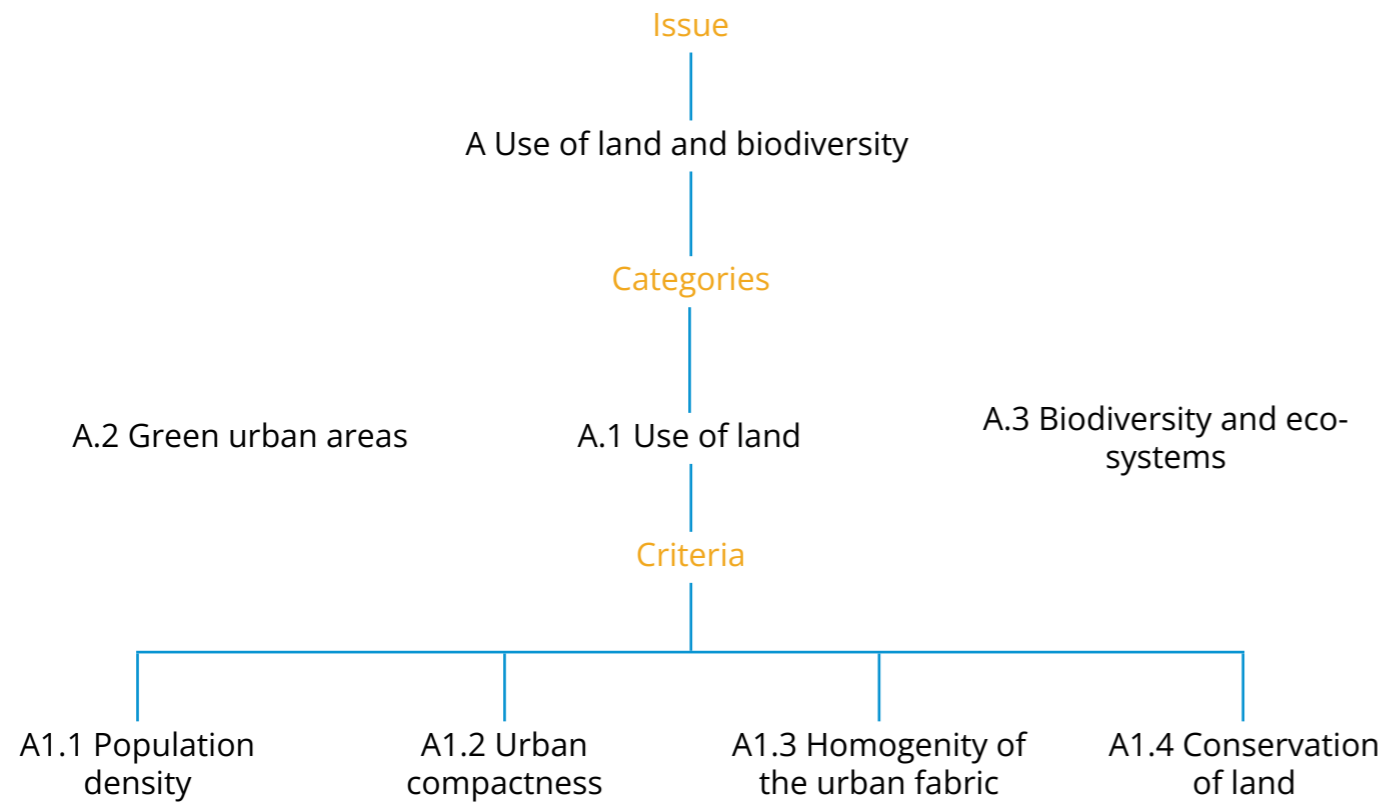 Issue
A Use of land and biodiversity
Categories
A.2 Green urban areas
A.1 Use of land
A.3 Biodiversity and eco-
systems
Criteria
A1.1 Population
density
A1.2 Urban
compactness
A1.3 Homogenity of
the urban fabric
A1.4 Conservation
of land